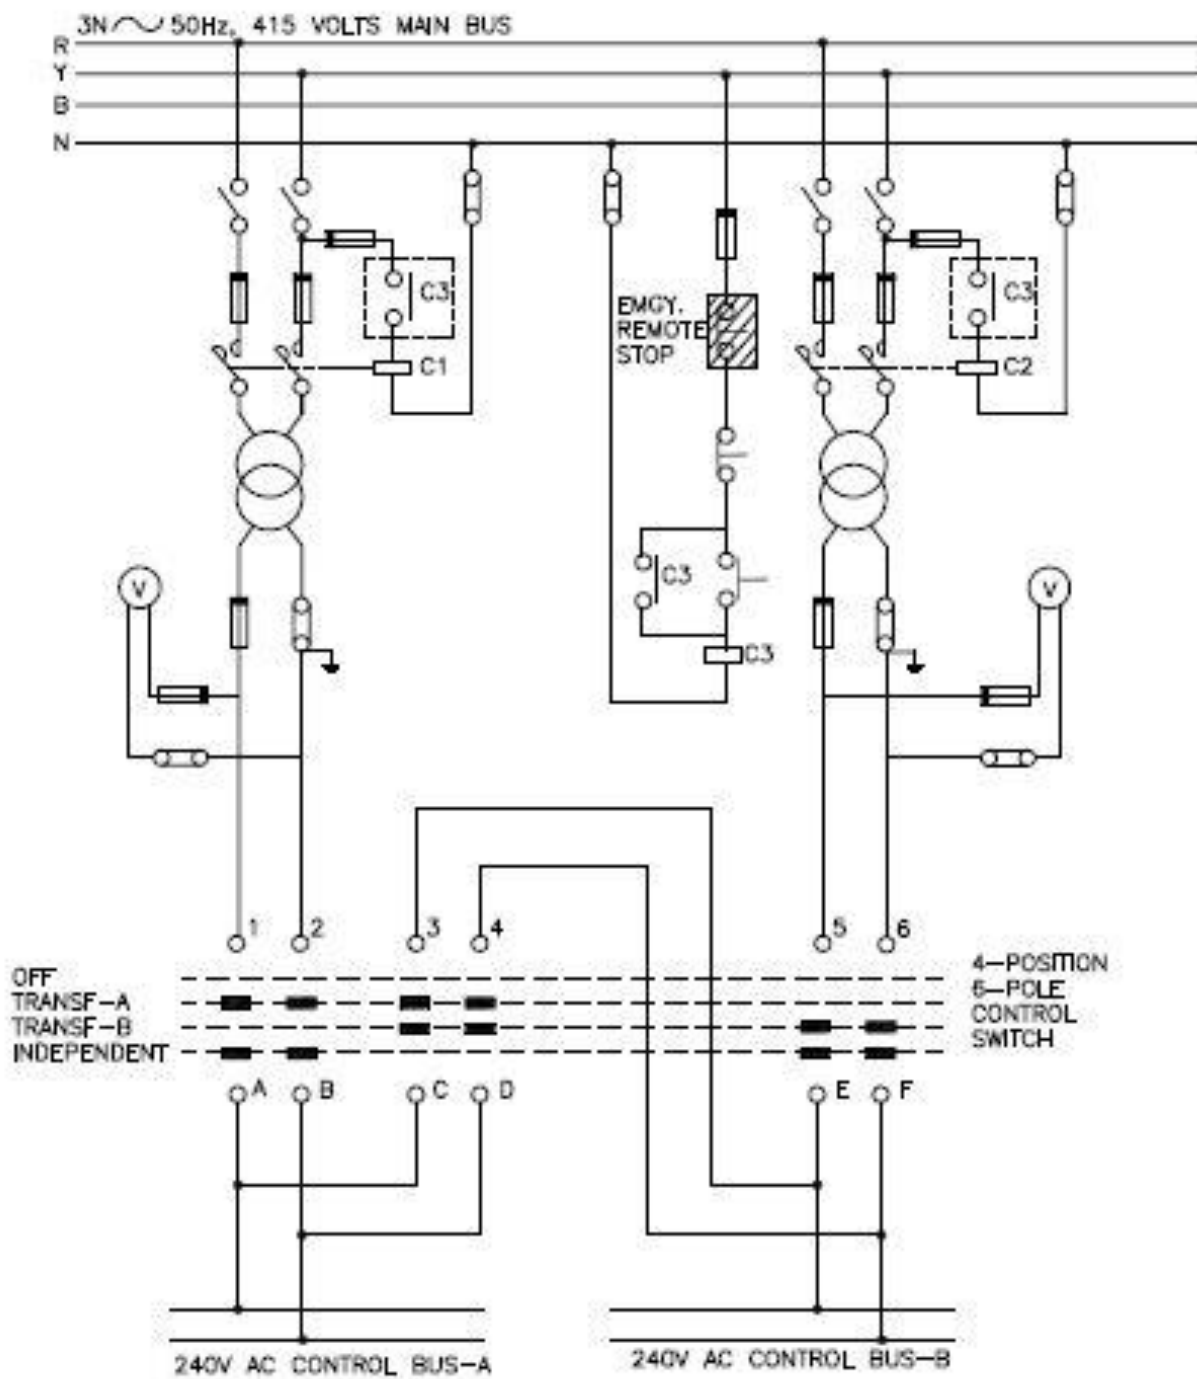 3N 50Hz, 415 VOLTS MAIN BUS
R
Y
B
N
C3
C1
EMGY.
REMOTE
STOP
C3
C2
V
C3
C3
V
1 2 3 4 5 6
OFF
TRANSF-A
TRANSF-B
INDEPENDENT
4-POSITION
6-POLE
CONTROL
SWITCH
A B C D E F
240V AC CONTROL BUS-A
240V AC CONTROL BUS-B